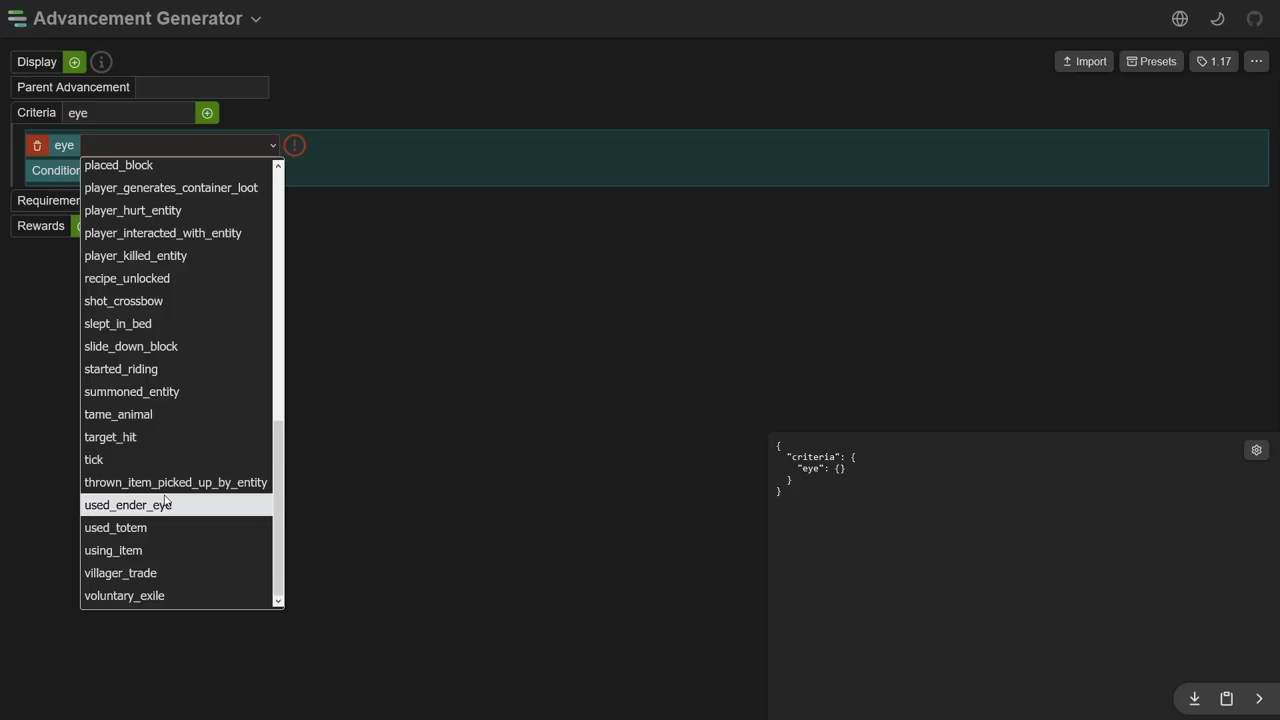 Advancement Generator
Display
Import
Presets
1.17
Parent Advancement
Criteria eye
eye
Condition
Requiremen
Rewards
placed_block
player_generates_container_loot
player_hurt_entity
player_interacted_with_entity
player_killed_entity
recipe_unlocked
shot_crossbow
slept_in_bed
slide_down_block
started_riding
summoned_entity
tame_animal
target_hit
tick
thrown_item_picked_up_by_entity
used_ender_eye
used_totem
using_item
villager_trade
voluntary_exile
{
"criteria": {
"eye": {}
}
}